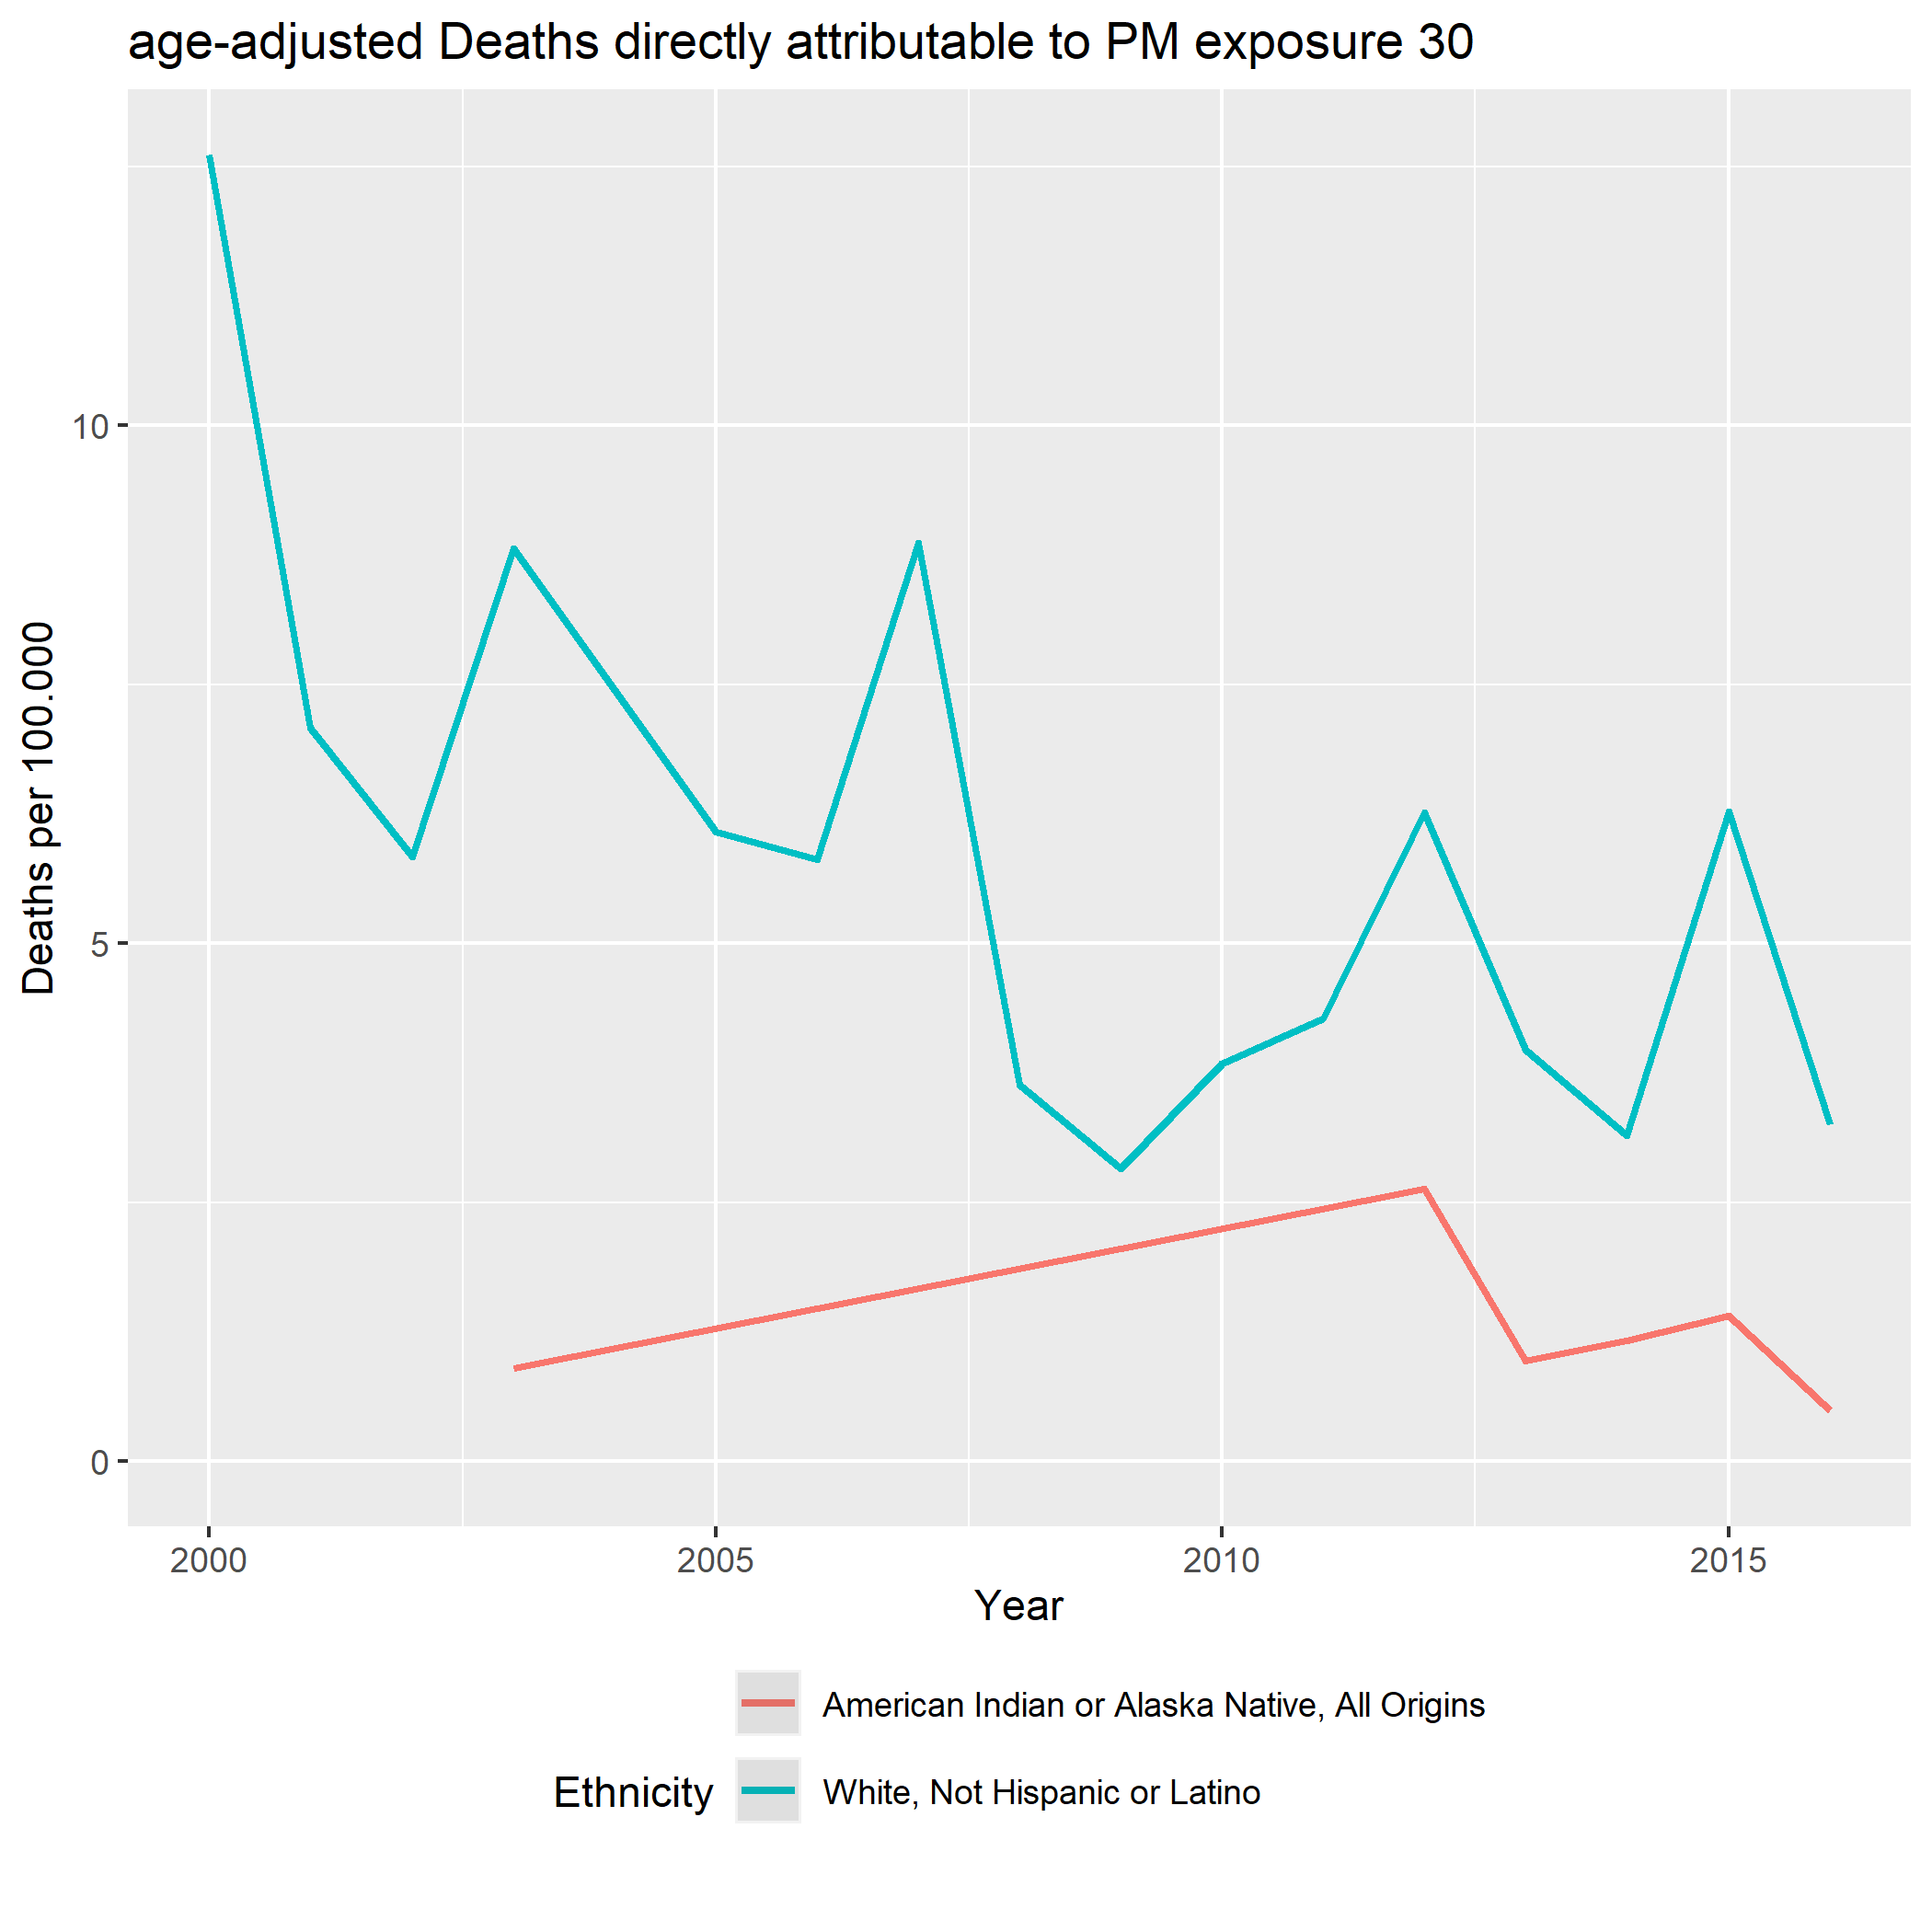 age-adjusted Deaths directly attributable to PM exposure 30
Deaths per 100.000
10
5
0
2000 2005 2010 2015
Year
Ethnicity
American Indian or Alaska Native, All Origins
White, Not Hispanic or Latino